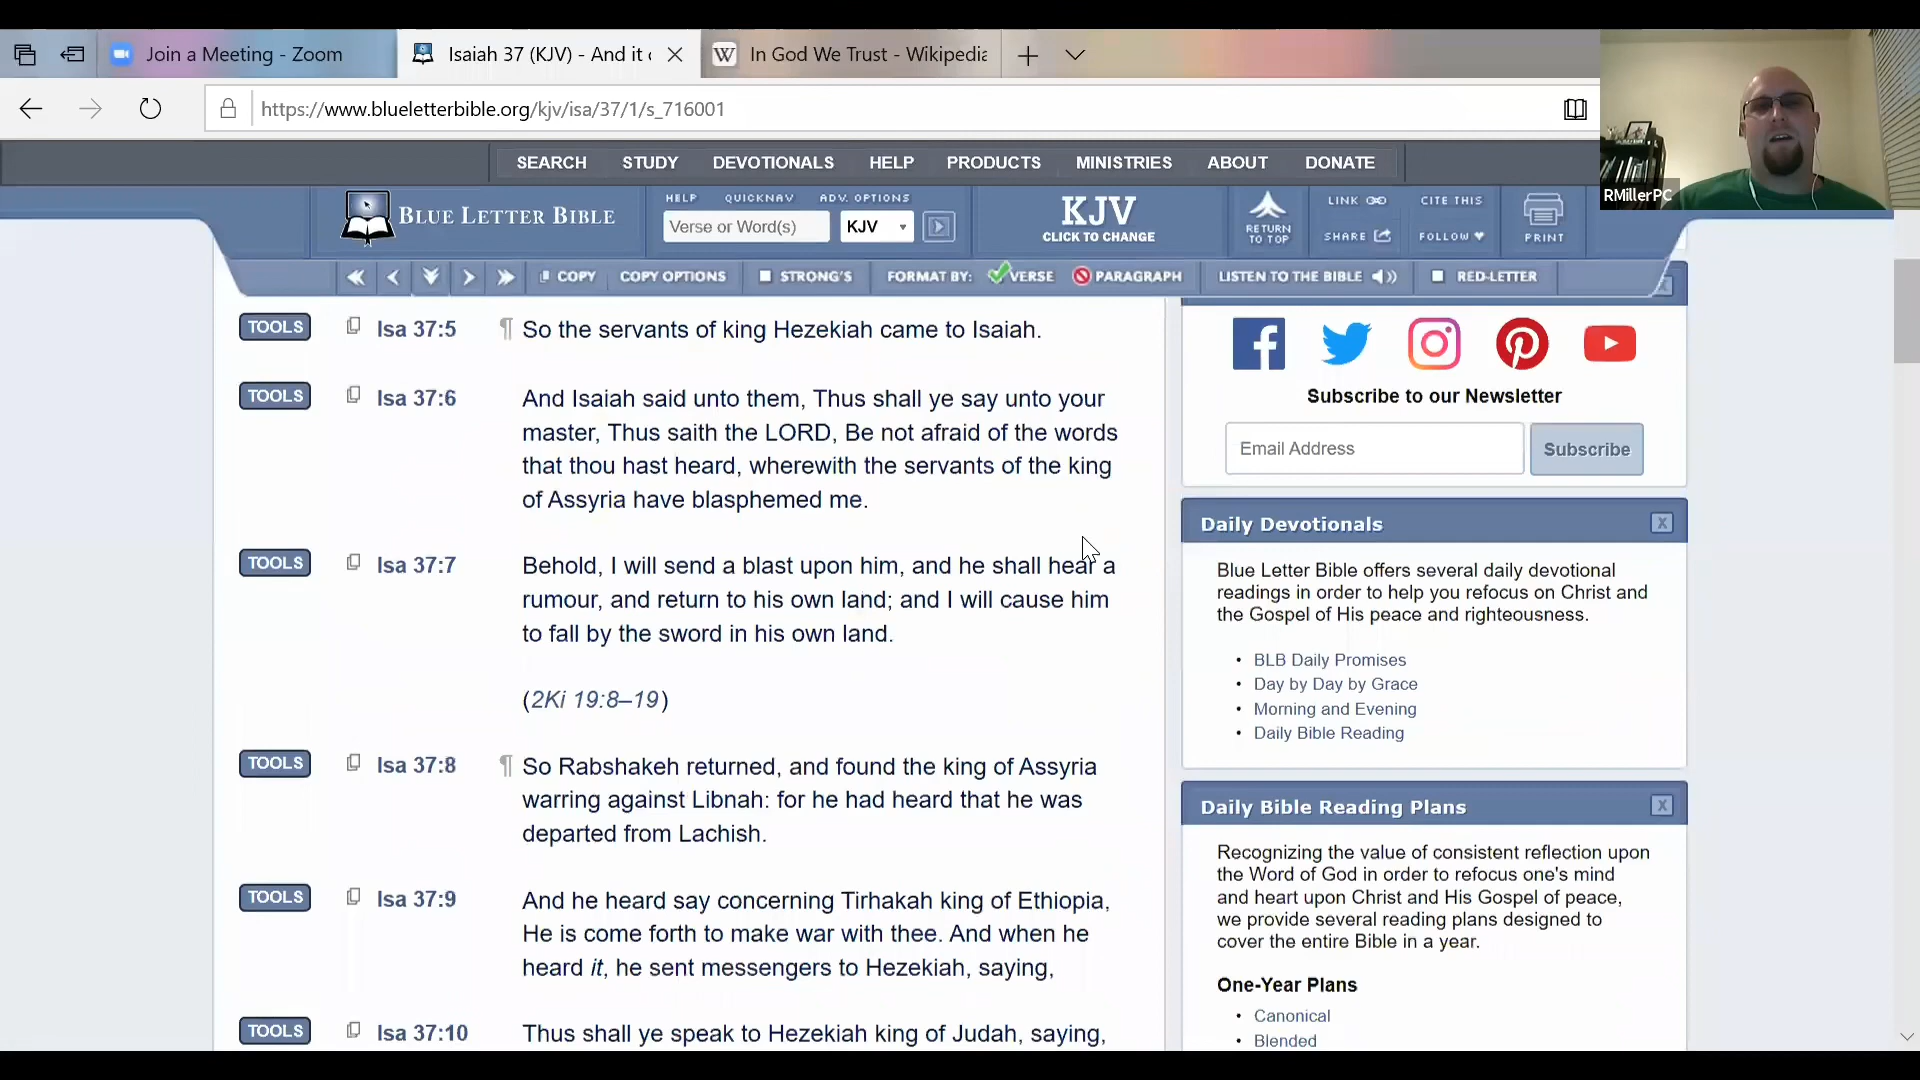 Join a Meeting - Zoom
Isaiah 37 (KJV) - And it
In God We Trust - Wikipedia
https://www.blueletterbible.org/kjv/isa/37/1/s_716001
RMillerPC
SEARCH STUDY DEVOTIONALS HELP PRODUCTS MINISTRIES ABOUT DONATE
BLUE LETTER BIBLE
HELP QUICKNAV ADV. OPTIONS
Verse or Word(s) KJV
KJV
CLICK TO CHANGE
RETURN
TO TOP
LINK CITE THIS
SHARE FOLLOW
PRINT
COPY COPY OPTIONS STRONG'S FORMAT BY: VERSE PARAGRAPH LISTEN TO THE BIBLE RED-LETTER
TOOLS Isa 37:5 ¶ So the servants of king Hezekiah came to Isaiah.
TOOLS Isa 37:6 And Isaiah said unto them, Thus shall ye say unto your
master, Thus saith the LORD, Be not afraid of the words
that thou hast heard, wherewith the servants of the king
of Assyria have blasphemed me.
TOOLS Isa 37:7 Behold, I will send a blast upon him, and he shall hear a
rumour, and return to his own land; and I will cause him
to fall by the sword in his own land.
(2Ki 19:8–19)
TOOLS Isa 37:8 ¶ So Rabshakeh returned, and found the king of Assyria
warring against Libnah: for he had heard that he was
departed from Lachish.
TOOLS Isa 37:9 And he heard say concerning Tirhakah king of Ethiopia,
He is come forth to make war with thee. And when he
heard it, he sent messengers to Hezekiah, saying,
TOOLS Isa 37:10 Thus shall ye speak to Hezekiah king of Judah, saying,
Subscribe to our Newsletter
Email Address Subscribe
Daily Devotionals X
Blue Letter Bible offers several daily devotional
readings in order to help you refocus on Christ and
the Gospel of His peace and righteousness.
• BLB Daily Promises
• Day by Day by Grace
• Morning and Evening
• Daily Bible Reading
Daily Bible Reading Plans X
Recognizing the value of consistent reflection upon
the Word of God in order to refocus one's mind
and heart upon Christ and His Gospel of peace,
we provide several reading plans designed to
cover the entire Bible in a year.
One-Year Plans
• Canonical
• Blended